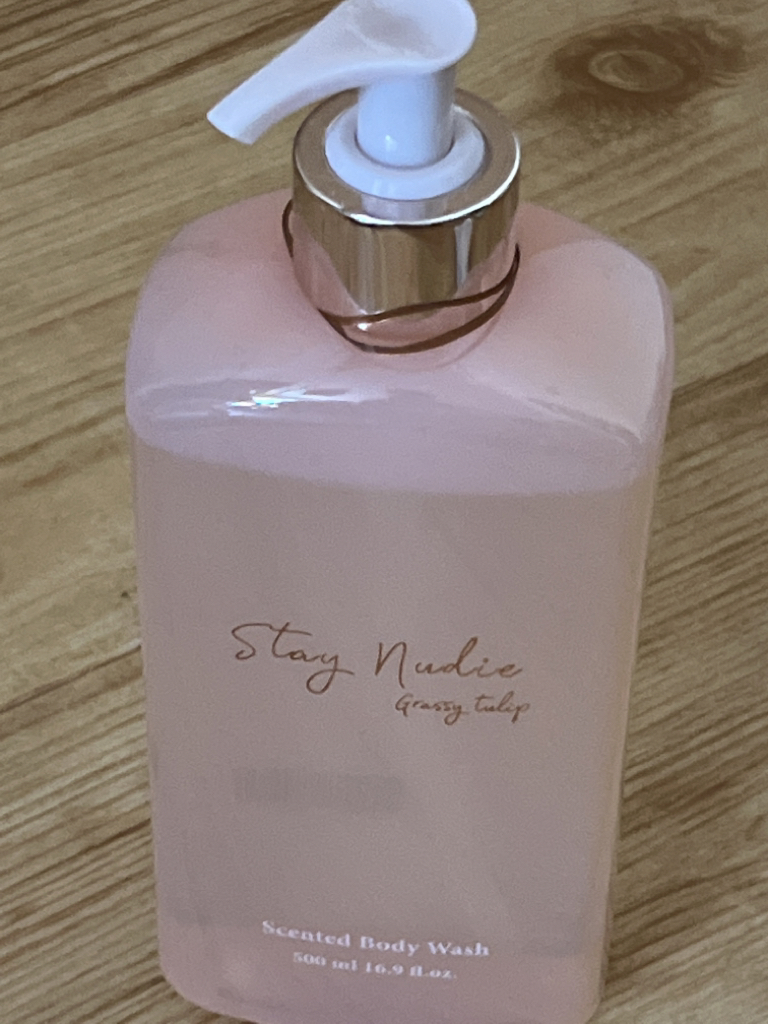 Stay Nudie
Grassy tulip
Scented Body Wash
500 ml 16.9 fl.oz.